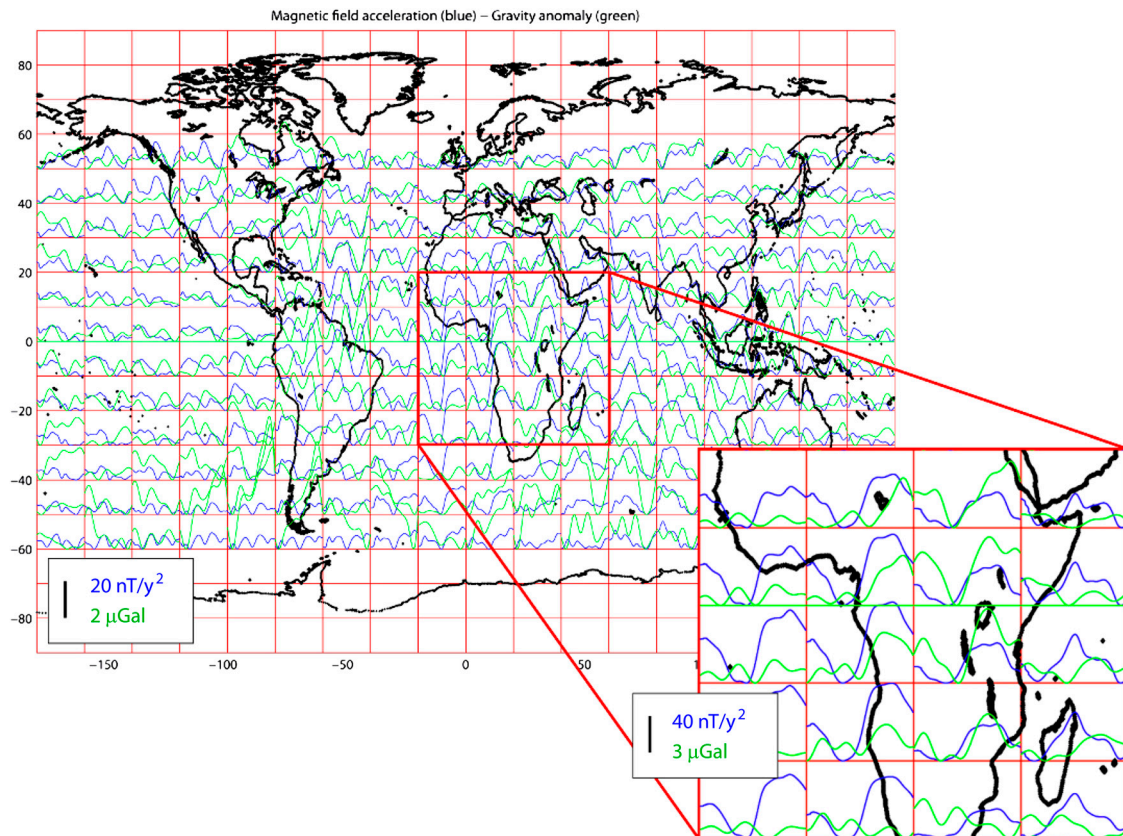 Magnetic field acceleration (blue) – Gravity anomaly (green)
80
60
40
20
0
−20
−40
−60
−80
20 nT/y²
2 μGal
−150
−100
−50
0
50
40 nT/y²
3 μGal